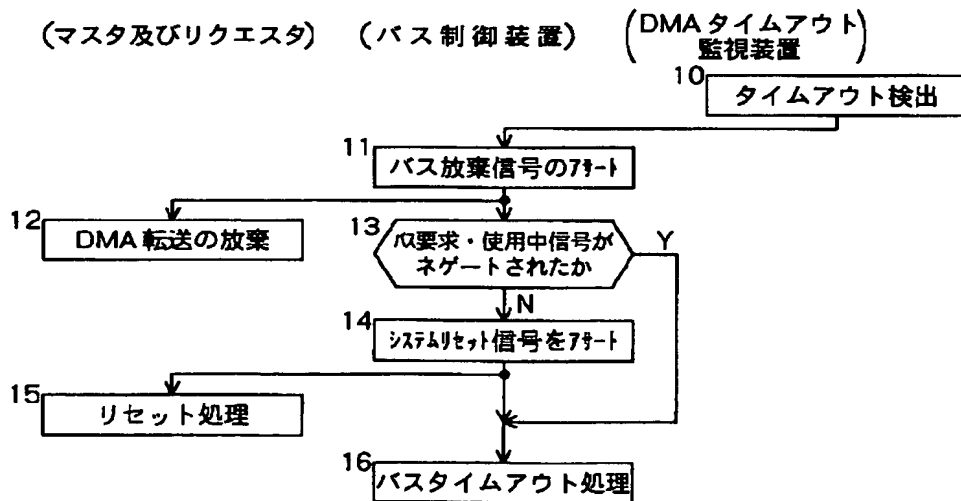 (マスタ及びリクエスタ) (バス制御装置) (DMAタイムアウト
監視装置)
10
タイムアウト検出
11
バス放棄信号のアサート
12
DMA転送の放棄
13
バス要求・使用中信号が
ネゲートされたか
Y
N
14
システムリセット信号をアサート
15
リセット処理
16
バスタイムアウト処理